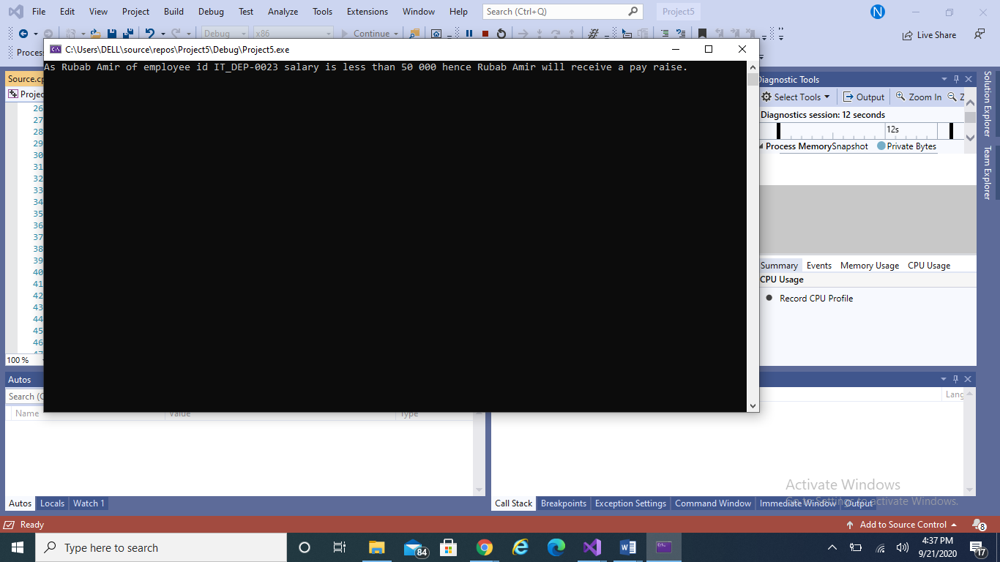 File Edit View Project Build Debug Test Analyze Tools Extensions Window Help Search (Ctrl+Q) Project5 N
Debug x86 Continue Live Share
Process
C:\Users\DELL\source\repos\Project5\Debug\Project5.exe
As Rubab Amir of employee id IT_DEP-0023 salary is less than 50 000 hence Rubab Amir will receive a pay raise.
Source.cp
Projec
26
27
28
29
30
31
32
33
34
35
36
37
38
39
40
41
42
43
44
45
46
47
100 %
Diagnostic Tools
Select Tools Output Zoom In Z
Diagnostics session: 12 seconds
12s
Process Memory Snapshot Private Bytes
Summary Events Memory Usage CPU Usage
CPU Usage
Record CPU Profile
Solution Explorer
Team Explorer
Autos
Search (C
Name Value Type
Lang
Autos Locals Watch 1
Call Stack Breakpoints Exception Settings Command Window Immediate Window Output
Activate Windows
Go to Settings to activate Windows.
Ready Add to Source Control 8
Type here to search 84 4:37 PM
9/21/2020 17